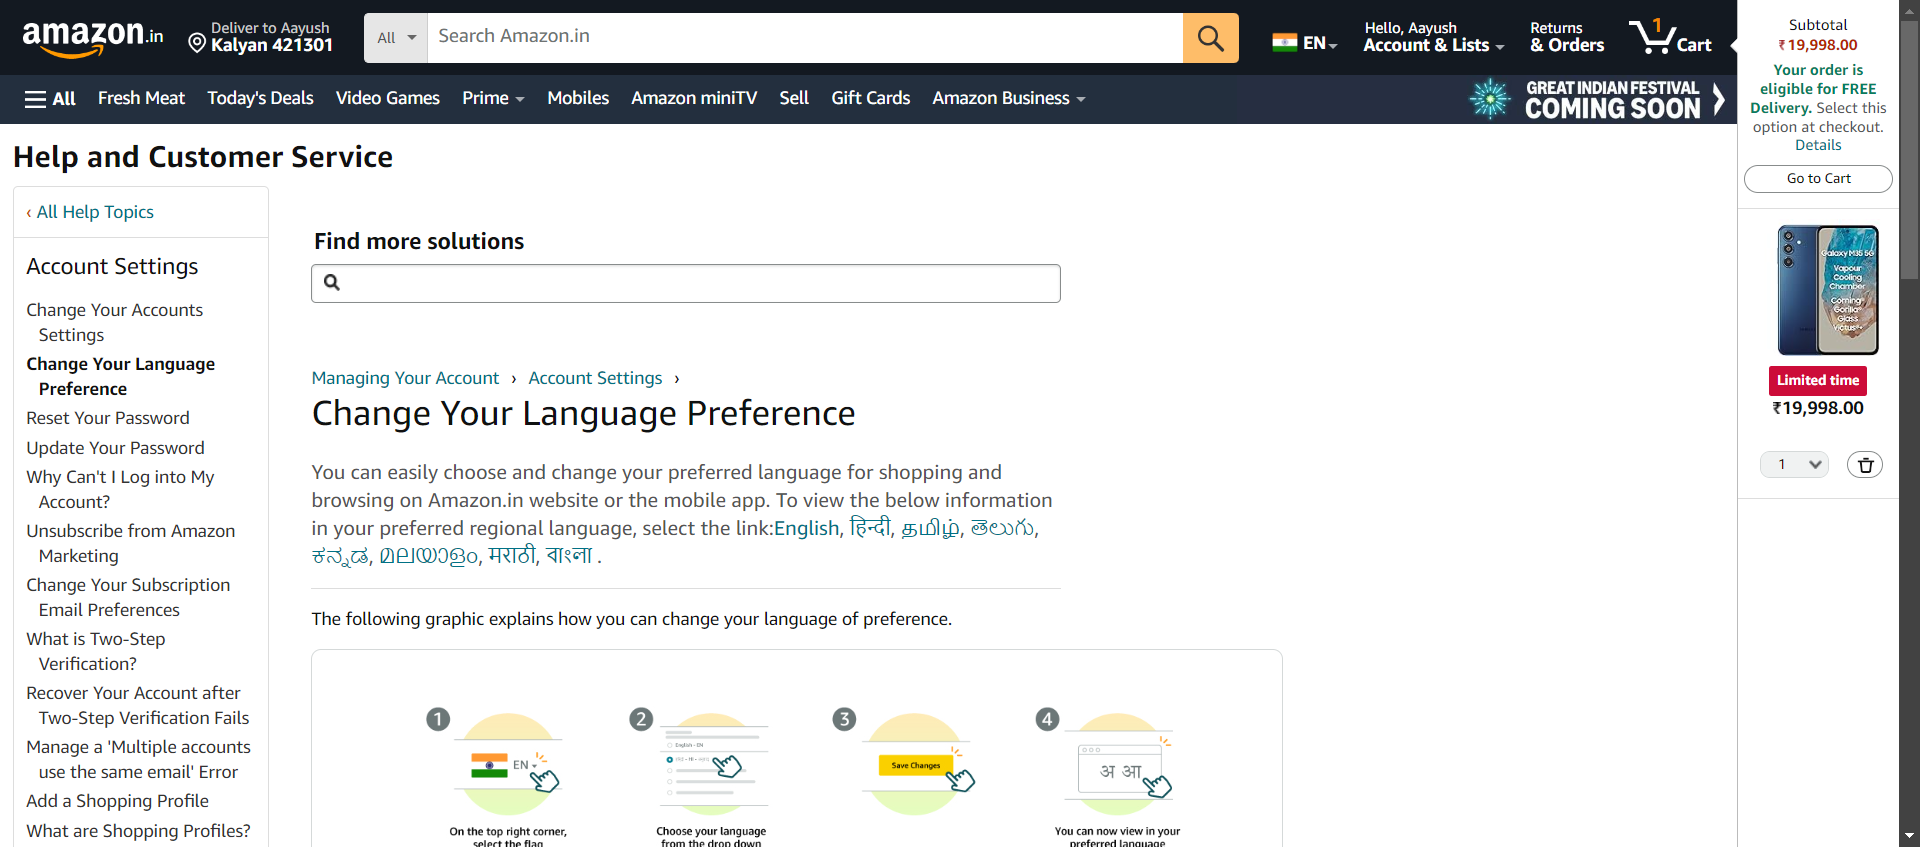 amazon.in
Deliver to Aayush
Kalyan 421301
All
Search Amazon.in
EN
Hello, Aayush
Account & Lists
Returns
& Orders
1
Cart
All
Fresh Meat
Today's Deals
Video Games
Prime
Mobiles
Amazon miniTV
Sell
Gift Cards
Amazon Business
GREAT INDIAN FESTIVAL
COMING SOON
Subtotal
₹19,998.00
Your order is
eligible for FREE
Delivery. Select this
option at checkout.
Details
Go to Cart
Galaxy M35 5G
Vapour
Cooling
Chamber
Corning®
Gorilla®
Glass
Victus®+
Limited time
₹19,998.00
1
Help and Customer Service
‹ All Help Topics
Account Settings
Change Your Accounts
Settings
Change Your Language
Preference
Reset Your Password
Update Your Password
Why Can't I Log into My
Account?
Unsubscribe from Amazon
Marketing
Change Your Subscription
Email Preferences
What is Two-Step
Verification?
Recover Your Account after
Two-Step Verification Fails
Manage a 'Multiple accounts
use the same email' Error
Add a Shopping Profile
What are Shopping Profiles?
Find more solutions
Managing Your Account › Account Settings ›
Change Your Language Preference
You can easily choose and change your preferred language for shopping and
browsing on Amazon.in website or the mobile app. To view the below information
in your preferred regional language, select the link:English, हिन्दी, தமிழ், తెలుగు,
ಕನ್ನಡ, മലയാളം, मराठी, বাংলা .
The following graphic explains how you can change your language of preference.
1
EN
On the top right corner,
select the flag
2
English - EN
Choose your language
from the drop down
3
Save Changes
4
अ आ
You can now view in your
preferred language